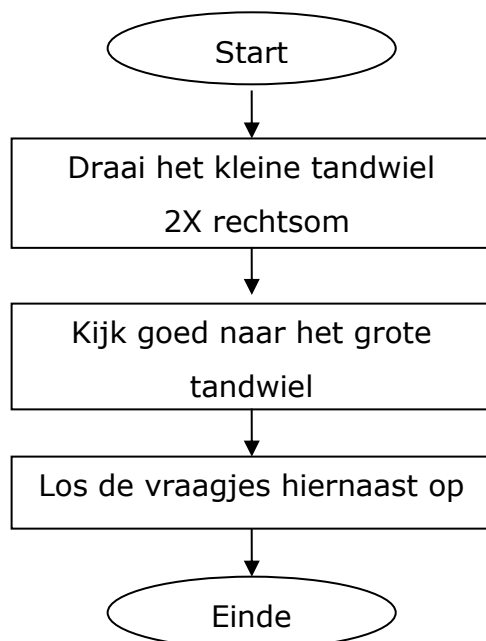 Start
Draai het kleine tandwiel
2X rechtsom
Kijk goed naar het grote
tandwiel
Los de vraagjes hiernaast op
Einde